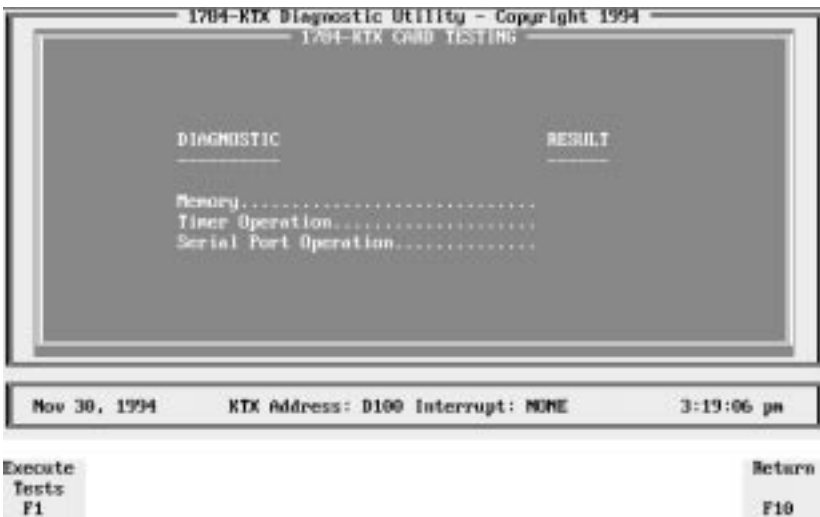 1784-KTX Diagnostic Utility - Copyright 1994
1784-KTX CARD TESTING
DIAGNOSTIC RESULT
----------- ------
Memory.............................
Timer Operation....................
Serial Port Operation..............
Nov 30, 1994 KTX Address: D100 Interrupt: NONE 3:19:06 pm
Execute Return
Tests
F1 F10